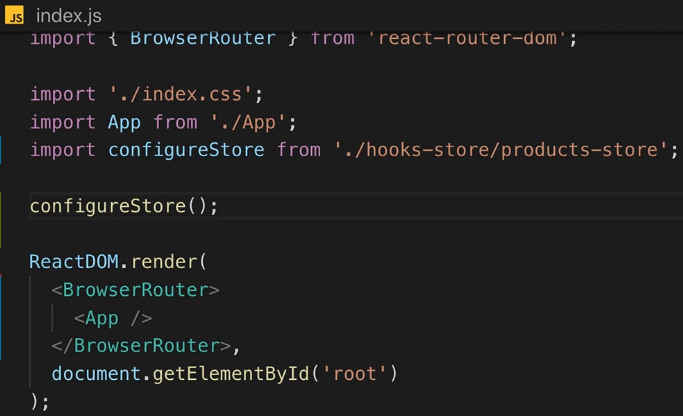 JS index.js
import { BrowserRouter } from 'react-router-dom';
import './index.css';
import App from './App';
import configureStore from './hooks-store/products-store';
configureStore();
ReactDOM.render(
<BrowserRouter>
<App />
</BrowserRouter>,
document.getElementById('root')
);